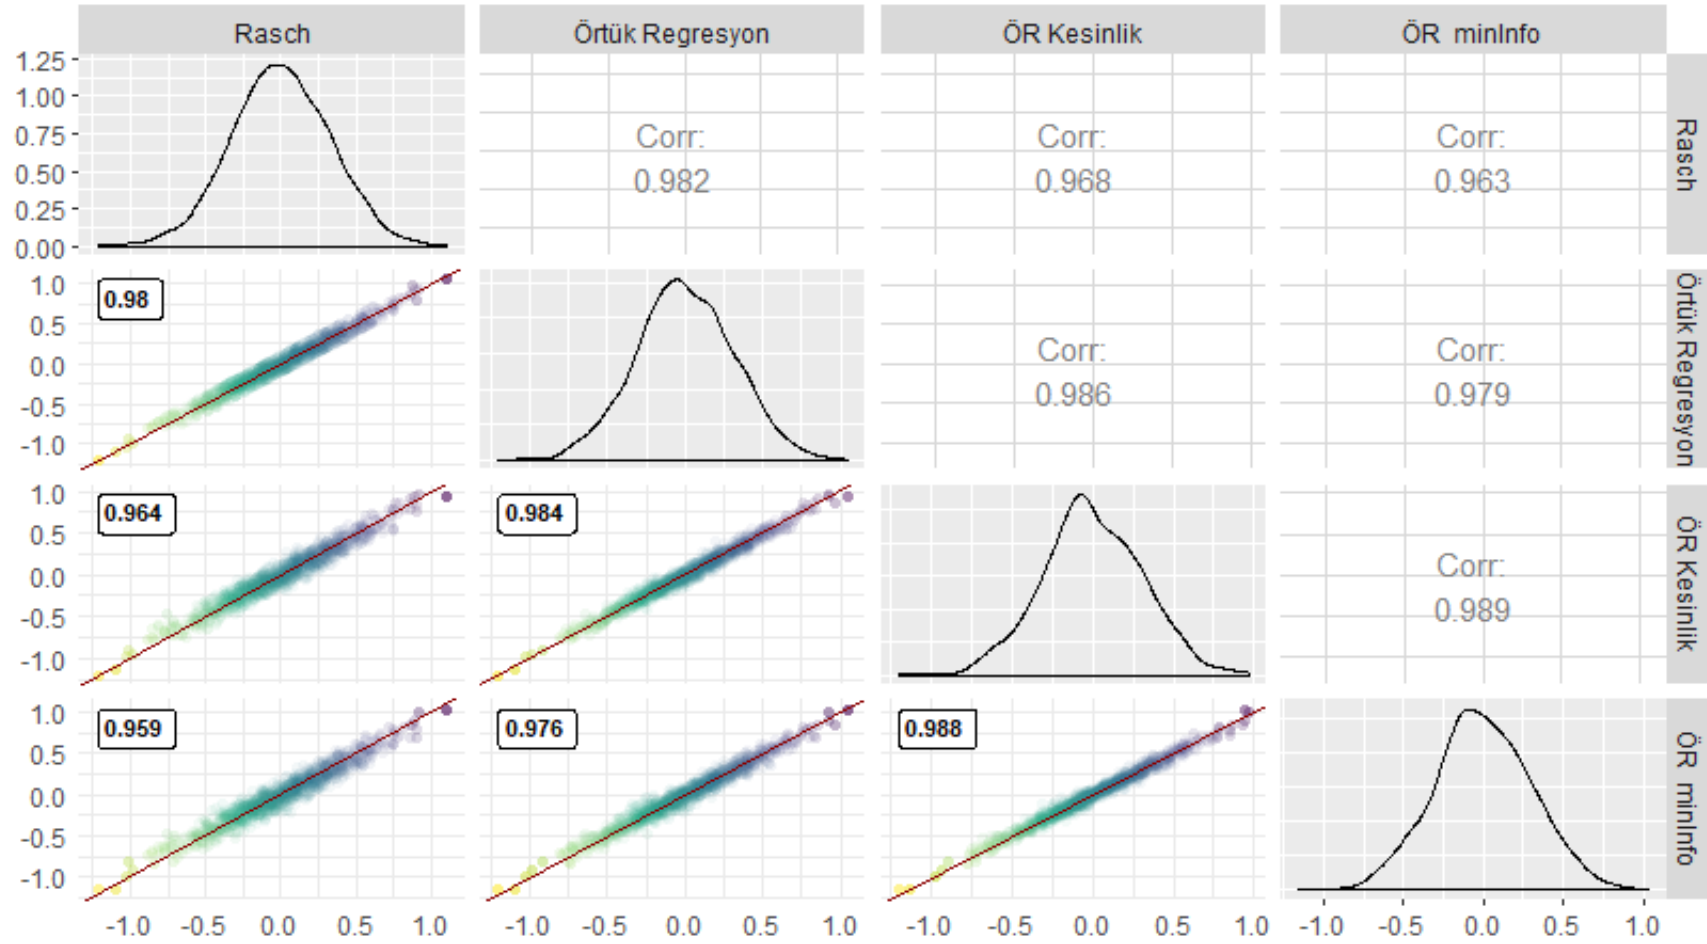 Rasch
Örtük Regresyon
ÖR Kesinlik
ÖR minInfo
1.25
1.00
0.75
0.50
0.25
0.00
Corr:
0.982
Corr:
0.968
Corr:
0.963
Rasch
1.0
0.5
0.0
-0.5
-1.0
0.98
Corr:
0.986
Corr:
0.979
Örtük Regresyon
1.0
0.5
0.0
-0.5
-1.0
0.964
0.984
Corr:
0.989
ÖR Kesinlik
1.0
0.5
0.0
-0.5
-1.0
0.959
0.976
0.988
ÖR minInfo
-1.0 -0.5 0.0 0.5 1.0
-1.0 -0.5 0.0 0.5 1.0
-1.0 -0.5 0.0 0.5 1.0
-1.0 -0.5 0.0 0.5 1.0